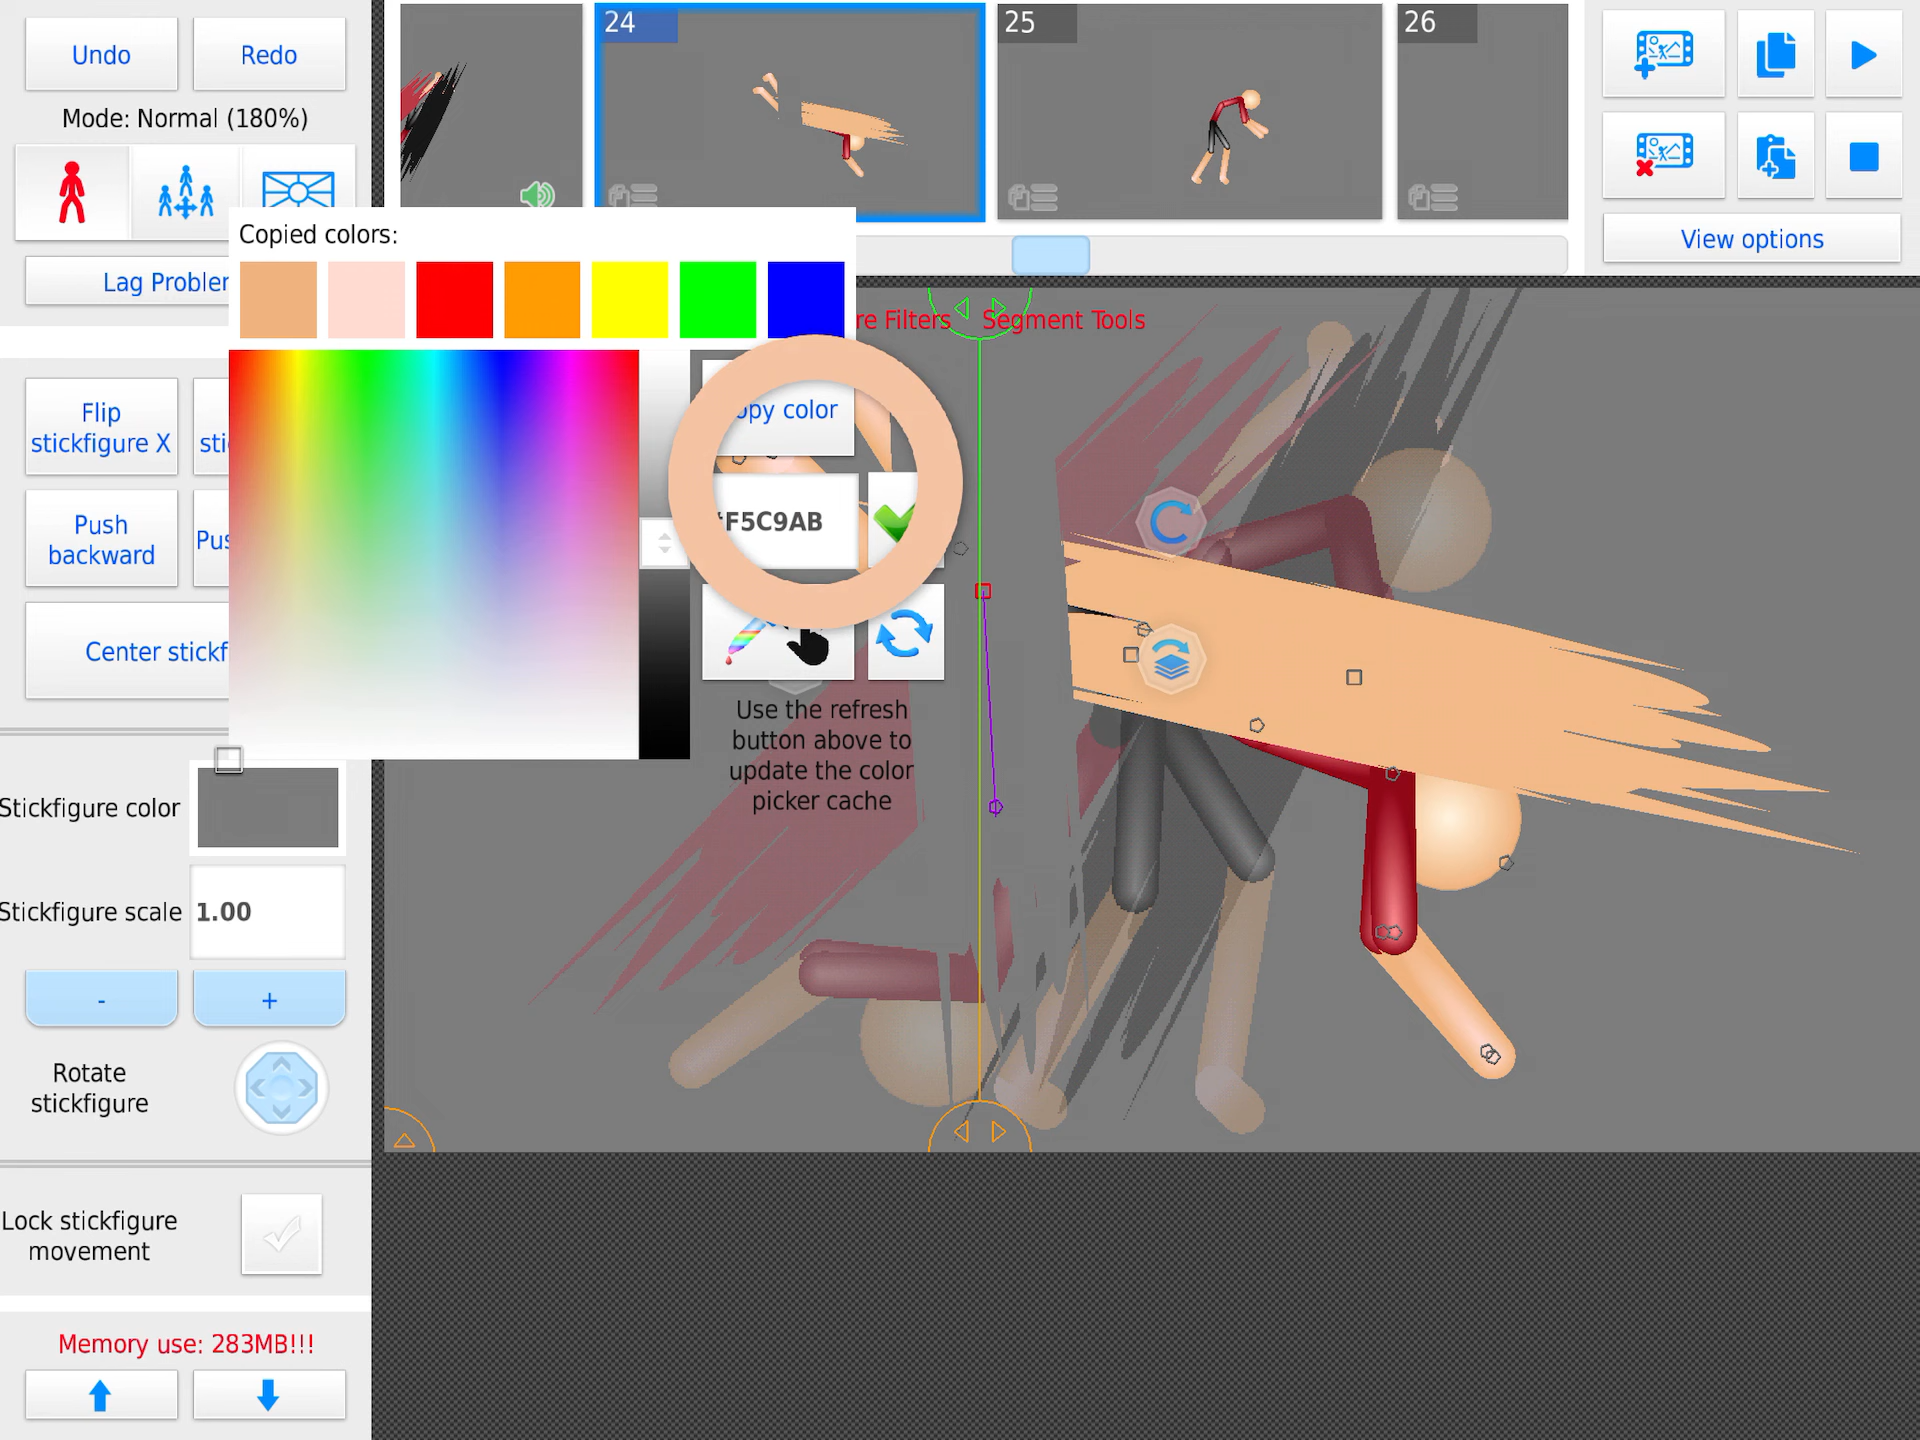 Undo
Redo
24
25
26
Mode: Normal (180%)
View options
Copied colors:
Lag Probler
re Filters
Segment Tools
Flip
stickfigure X
sti
opy color
F5C9AB
Push
backward
Pus
Center stickf
Use the refresh
button above to
update the color
picker cache
Stickfigure color
Stickfigure scale
1.00
-
+
Rotate
stickfigure
Lock stickfigure
movement
Memory use: 283MB!!!